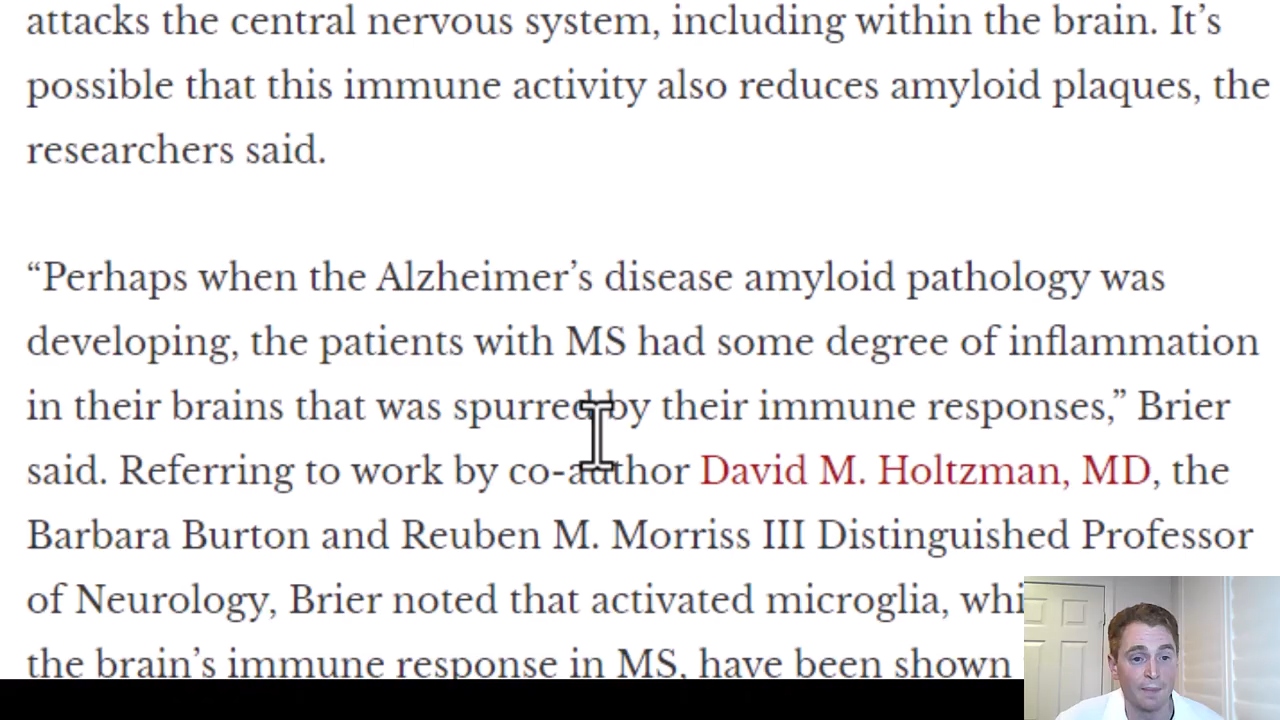 attacks the central nervous system, including within the brain. It’s
possible that this immune activity also reduces amyloid plaques, the
researchers said.
“Perhaps when the Alzheimer’s disease amyloid pathology was
developing, the patients with MS had some degree of inflammation
in their brains that was spurred by their immune responses,” Brier
said. Referring to work by co-author David M. Holtzman, MD, the
Barbara Burton and Reuben M. Morriss III Distinguished Professor
of Neurology, Brier noted that activated microglia,
the brain’s immune response in MS, have been shown